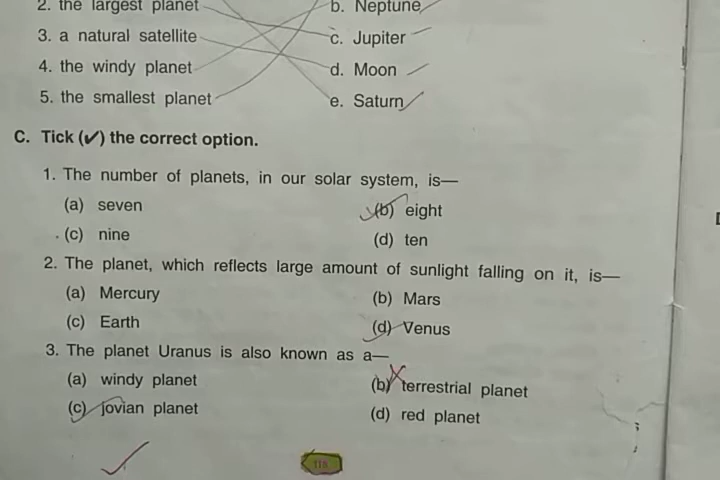 2. the largest planet b. Neptune
3. a natural satellite c. Jupiter
4. the windy planet d. Moon
5. the smallest planet e. Saturn
C. Tick (✓) the correct option.
1. The number of planets, in our solar system, is—
(a) seven (b) eight
(c) nine (d) ten
2. The planet, which reflects large amount of sunlight falling on it, is—
(a) Mercury (b) Mars
(c) Earth (d) Venus
3. The planet Uranus is also known as a—
(a) windy planet (b) terrestrial planet
(c) jovian planet (d) red planet